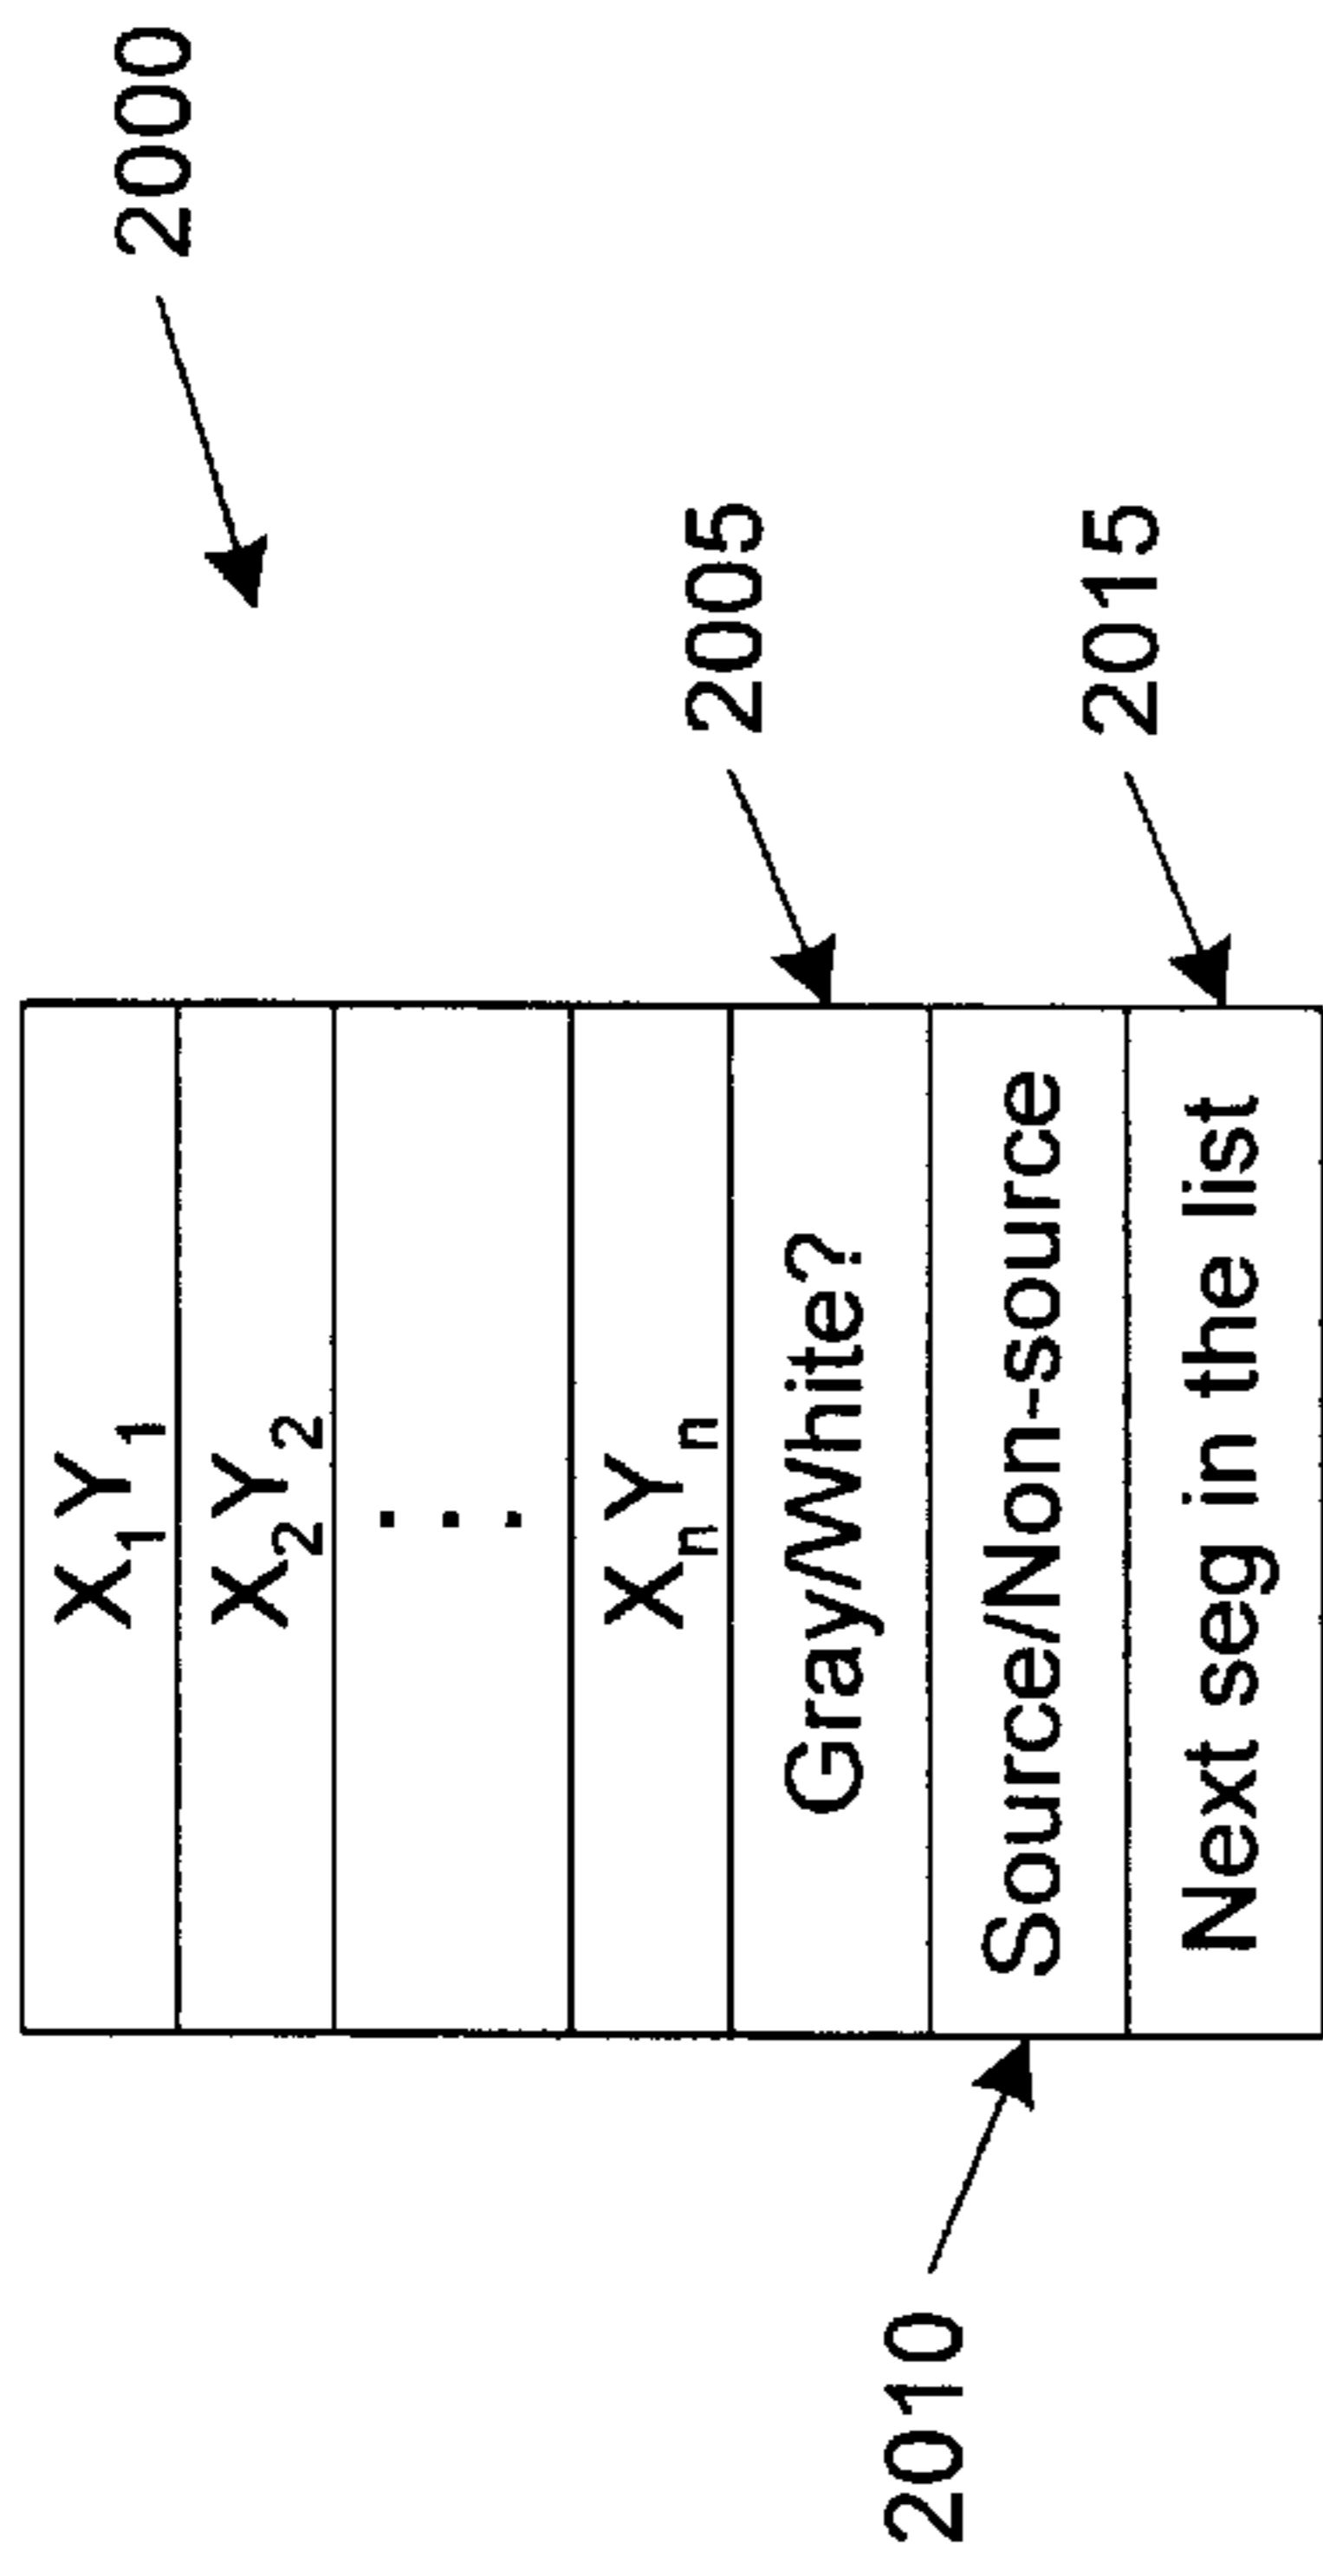 2000
X₁Y₁
X₂Y₂
. . .
XₙYₙ
Gray/White?
2005
2010
Source/Non-source
Next seg in the list
2015